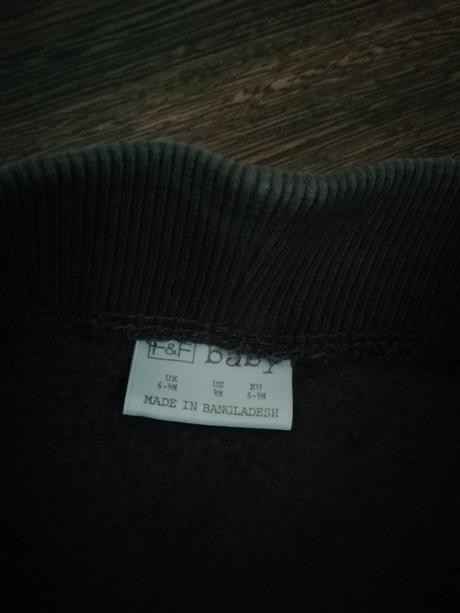 F&F baby
UK US EU
6-9M 9M 6-9M
MADE IN BANGLADESH